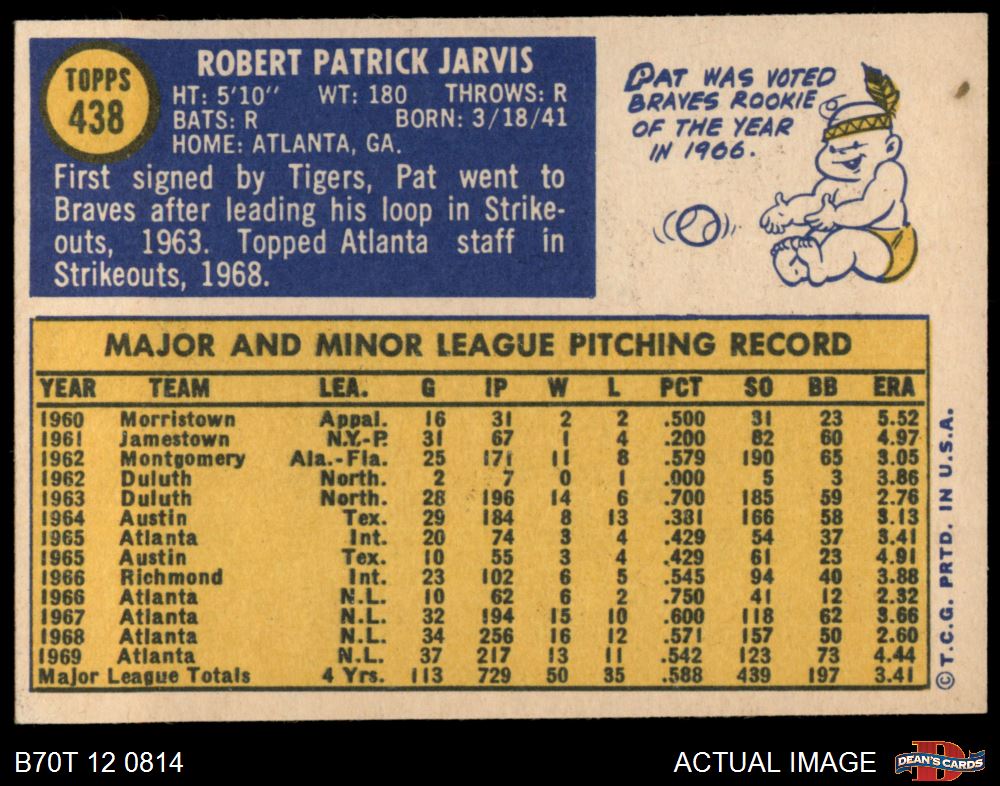 TOPPS
438
ROBERT PATRICK JARVIS
HT: 5'10" WT: 180 THROWS: R
BATS: R BORN: 3/18/41
HOME: ATLANTA, GA.
First signed by Tigers, Pat went to
Braves after leading his loop in Strike-
outs, 1963. Topped Atlanta staff in
Strikeouts, 1968.
PAT WAS VOTED
BRAVES ROOKIE
OF THE YEAR
IN 1966.
MAJOR AND MINOR LEAGUE PITCHING RECORD
YEAR TEAM LEA. G IP W L PCT SO BB ERA
1960 Morristown Appal. 16 31 2 2 .500 31 23 5.52
1961 Jamestown N.Y.-P. 31 67 1 4 .200 82 60 4.97
1962 Montgomery Ala.-Fla. 25 171 11 8 .579 190 65 3.05
1962 Duluth North. 2 7 0 1 .000 5 3 3.86
1963 Duluth North. 28 196 14 6 .700 185 59 2.76
1964 Austin Tex. 29 184 8 13 .381 166 58 3.13
1965 Atlanta Int. 20 74 3 4 .429 54 37 3.41
1965 Austin Tex. 10 55 3 4 .429 61 23 4.91
1966 Richmond Int. 23 102 6 5 .545 94 40 3.88
1966 Atlanta N.L. 10 62 6 2 .750 41 12 2.32
1967 Atlanta N.L. 32 194 15 10 .600 118 62 3.66
1968 Atlanta N.L. 34 256 16 12 .571 157 50 2.60
1969 Atlanta N.L. 37 217 13 11 .542 123 73 4.44
Major League Totals 4 Yrs. 113 729 50 35 .588 439 197 3.41
©T.C.G. PRTD. IN U.S.A.
B70T 12 0814
ACTUAL IMAGE
D
DEAN'S CARDS